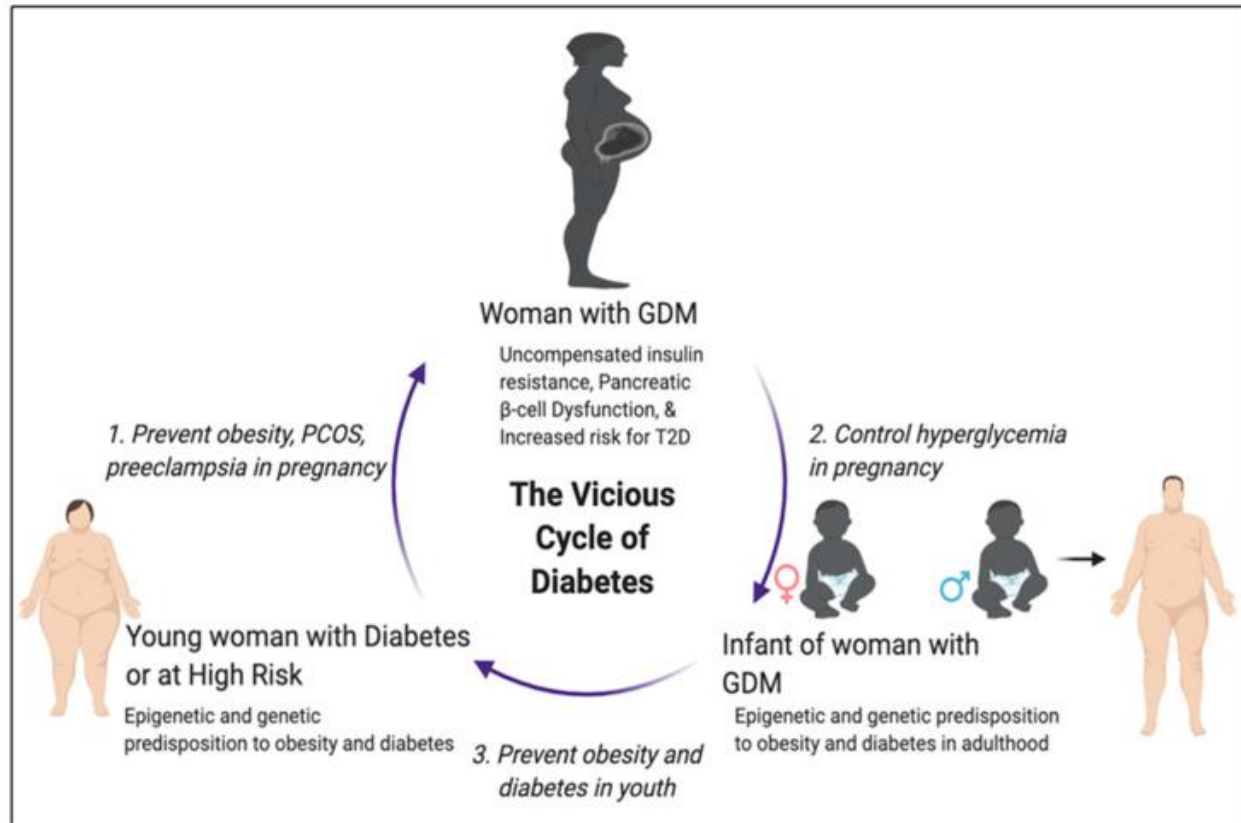 Woman with GDM
Uncompensated insulin
resistance, Pancreatic
β-cell Dysfunction, &
Increased risk for T2D
1. Prevent obesity, PCOS,
preeclampsia in pregnancy
2. Control hyperglycemia
in pregnancy
The Vicious
Cycle of
Diabetes
Young woman with Diabetes
or at High Risk
Epigenetic and genetic
predisposition to obesity and diabetes
Infant of woman with
GDM
Epigenetic and genetic predisposition
to obesity and diabetes in adulthood
3. Prevent obesity and
diabetes in youth